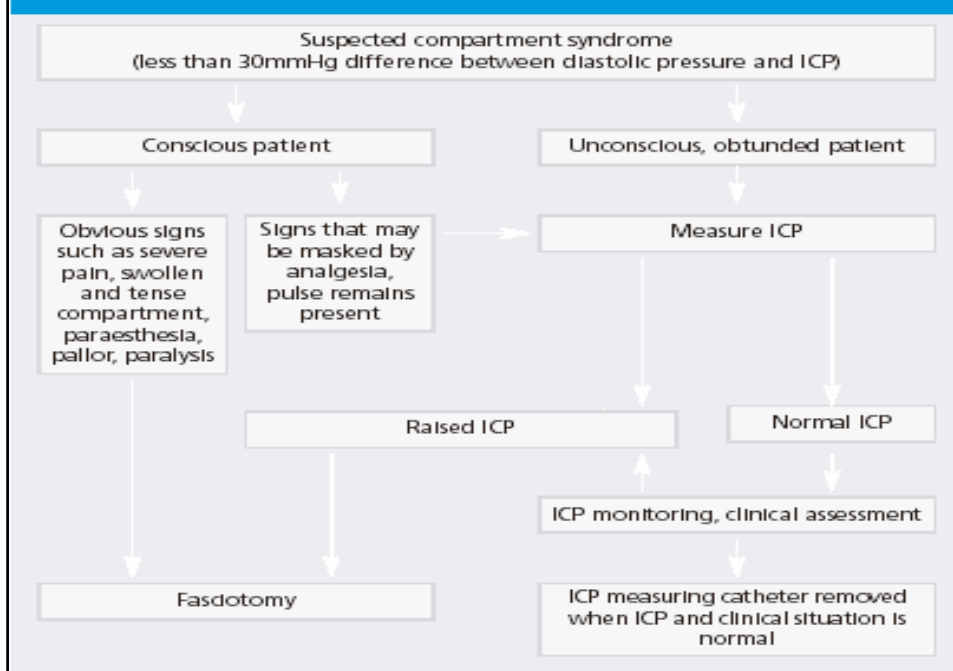 Suspected compartment syndrome
(less than 30mmHg difference between diastolic pressure and ICP)
Conscious patient
Unconscious, obtunded patient
Obvious signs
such as severe
pain, swollen
and tense
compartment,
paraesthesia,
pallor, paralysis
Signs that may
be masked by
analgesia,
pulse remains
present
Measure ICP
Raised ICP
Normal ICP
ICP monitoring, clinical assessment
Fasciotomy
ICP measuring catheter removed
when ICP and clinical situation is
normal